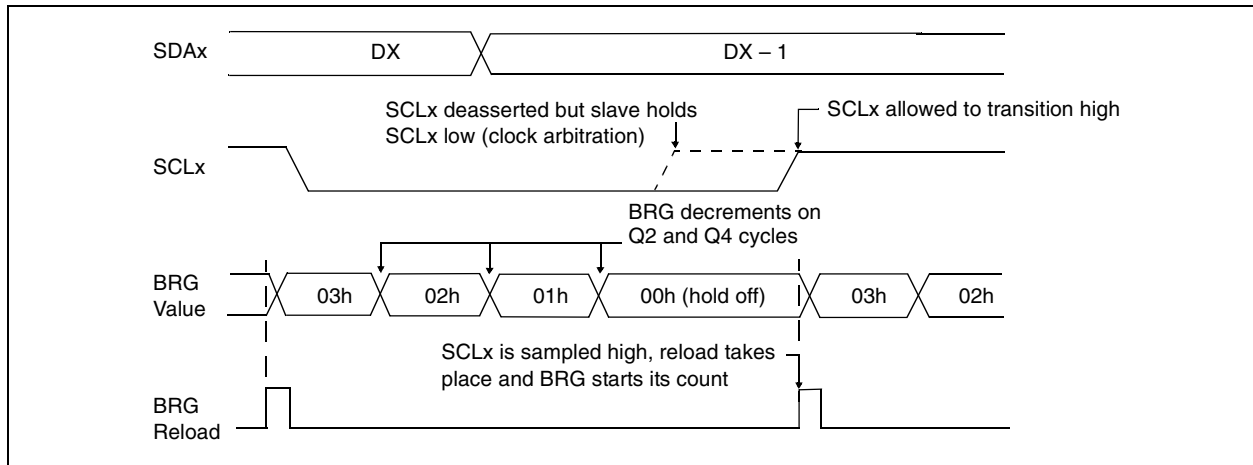 SDAx
DX
DX – 1
SCLx deasserted but slave holds
SCLx low (clock arbitration)
SCLx allowed to transition high
SCLx
BRG decrements on
Q2 and Q4 cycles
BRG
Value
03h
02h
01h
00h (hold off)
03h
02h
SCLx is sampled high, reload takes
place and BRG starts its count
BRG
Reload